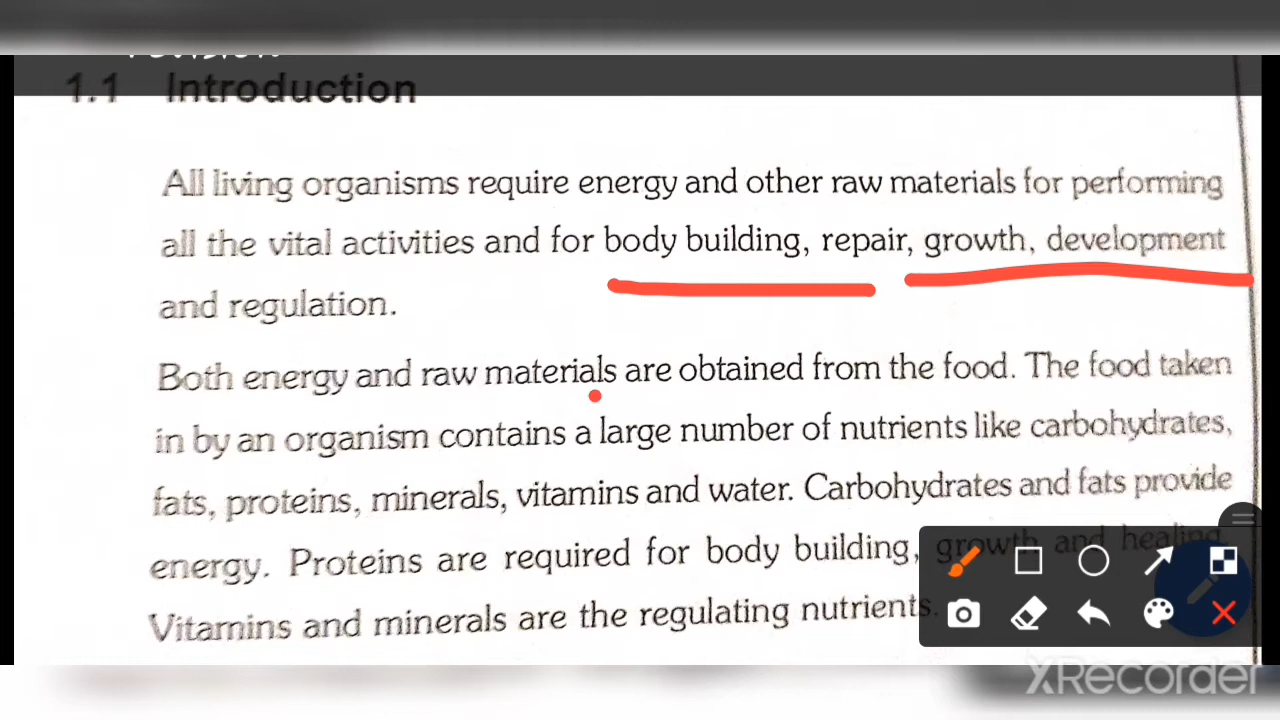 1.1 Introduction
All living organisms require energy and other raw materials for performing
all the vital activities and for body building, repair, growth, development
and regulation.
Both energy and raw materials are obtained from the food. The food taken
in by an organism contains a large number of nutrients like carbohydrates,
fats, proteins, minerals, vitamins and water. Carbohydrates and fats provide
energy. Proteins are required for body building, growth and healing.
Vitamins and minerals are the regulating nutrients.
XRecorder